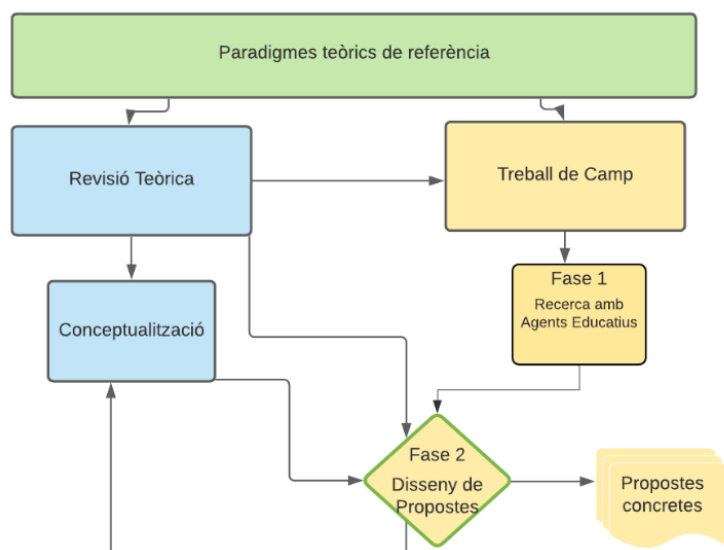 Paradigmes teòrics de referència
Revisió Teòrica
Treball de Camp
Fase 1
Recerca amb
Agents Educatius
Conceptualització
Fase 2
Disseny de
Propostes
Propostes
concretes